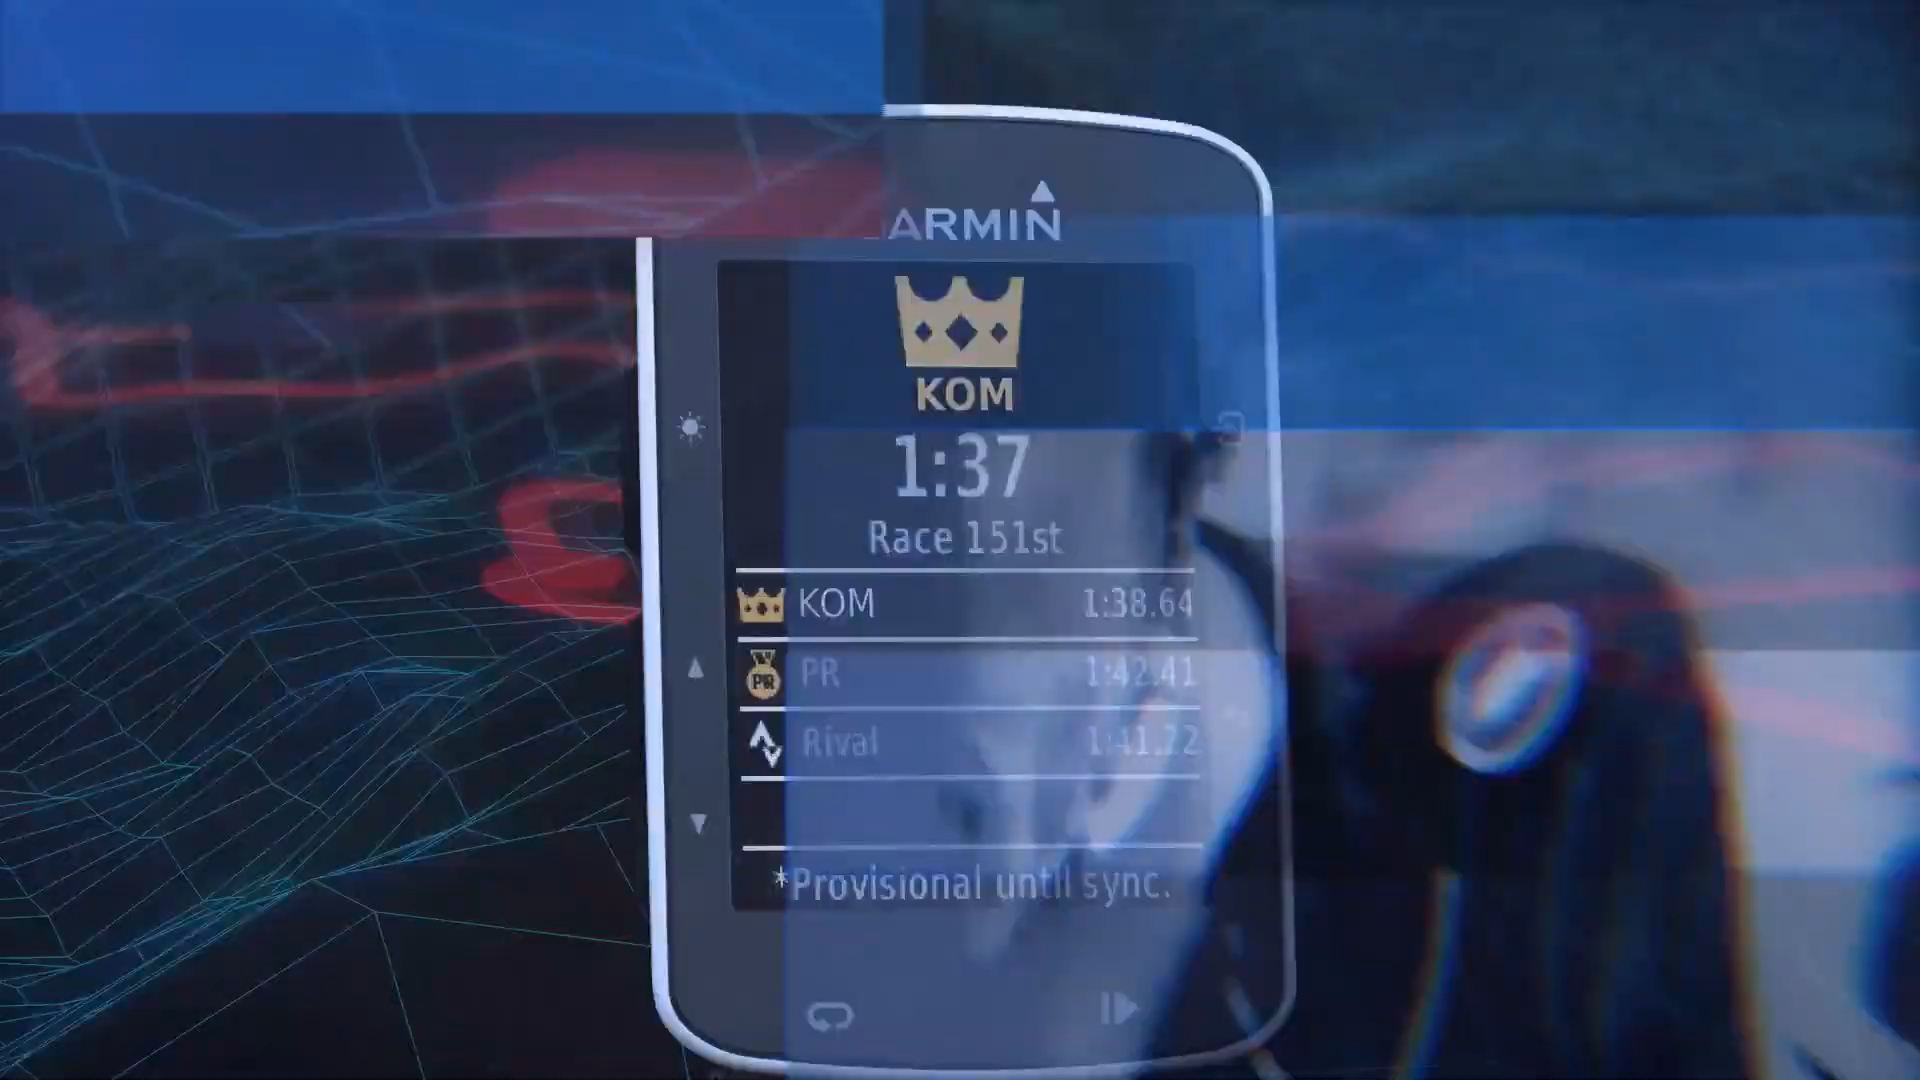 ARMIN
KOM
1:37
Race 151st
KOM 1:38.64
PR PR 1:42.41
Rival 1:41.22
*Provisional until sync.